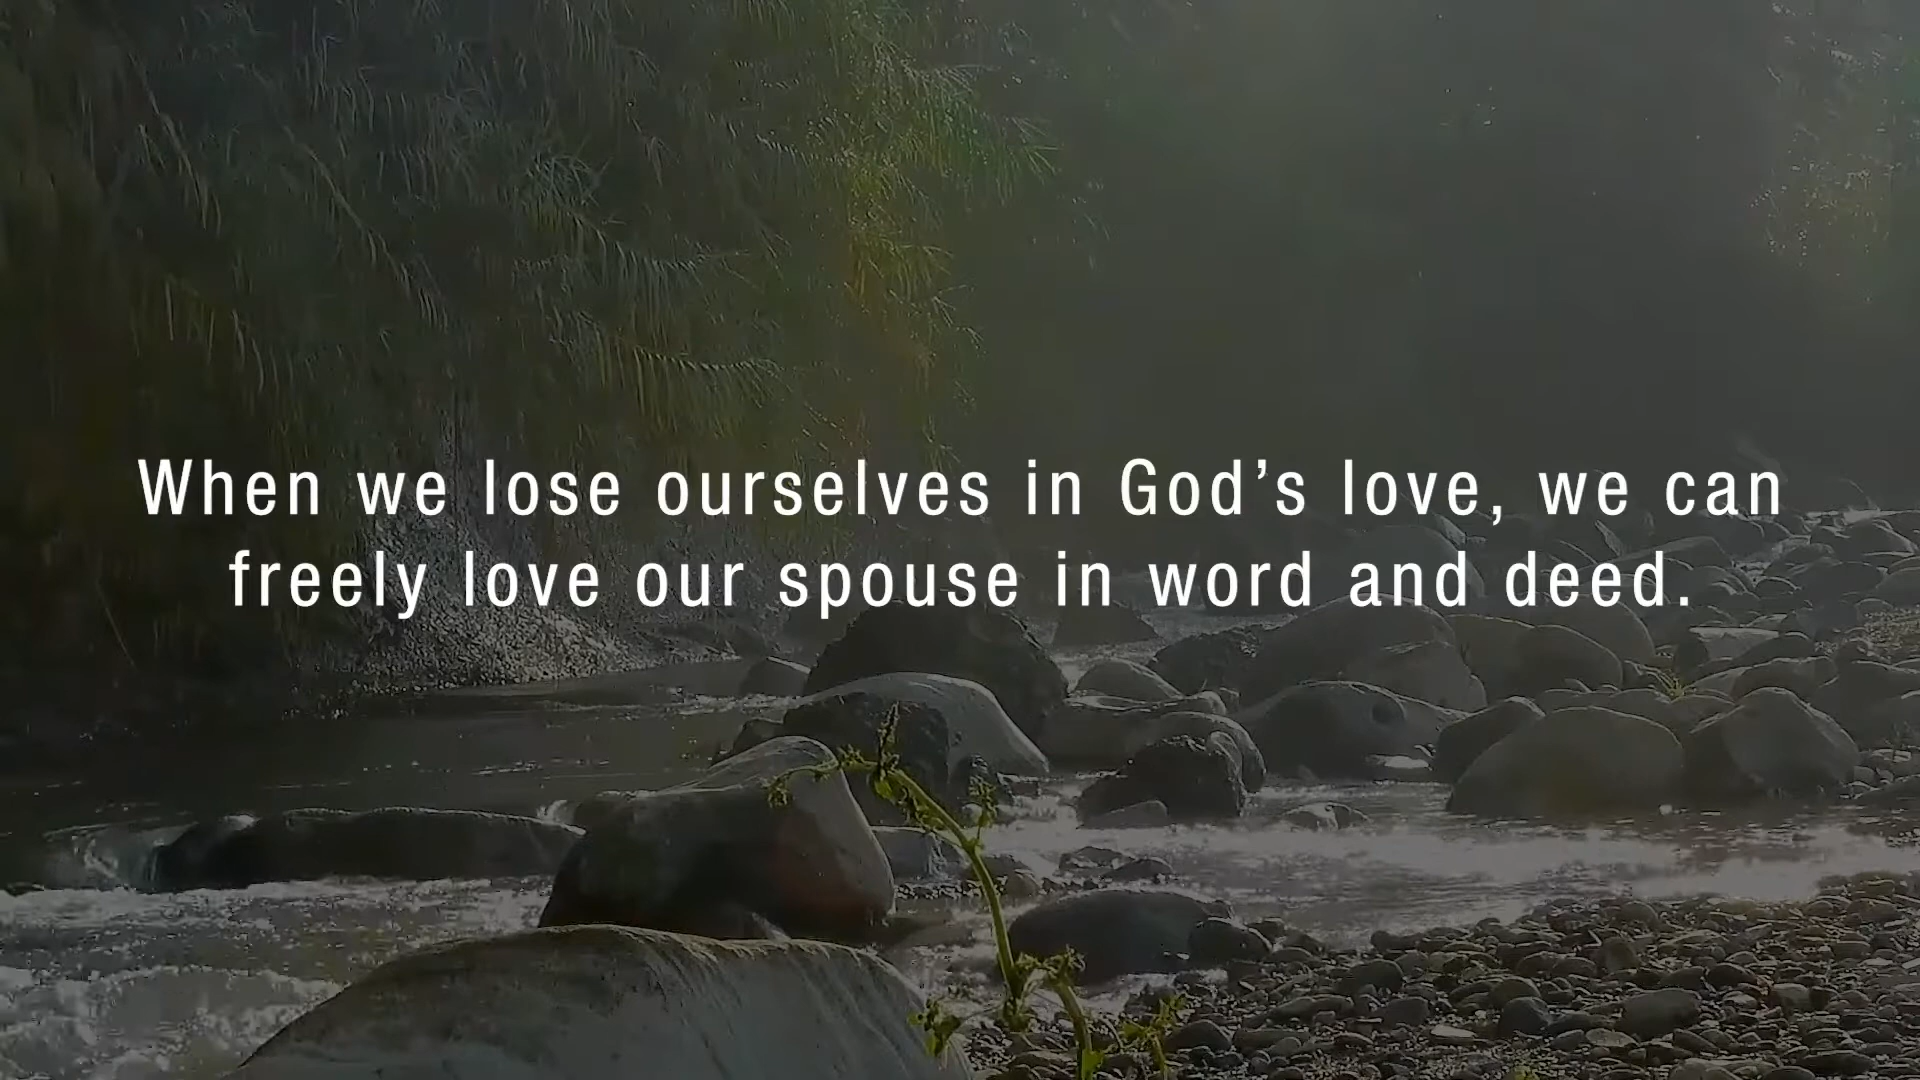 When we lose ourselves in God’s love, we can
freely love our spouse in word and deed.